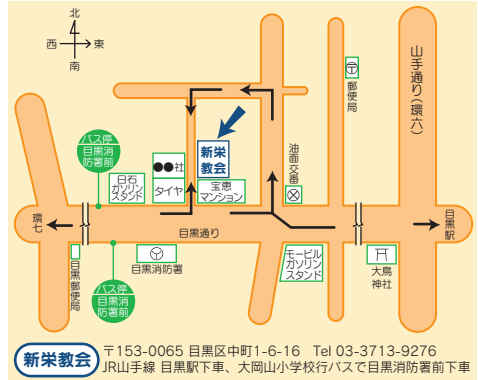 北
西 東
南
山手通り(環六)
〒
郵便局
バス停
目黒消
防署前
新栄
教会
油面交番
●●社
タイヤ
日石
ガソリン
スタンド
宝恵
マンション
環七
目黒通り
目黒駅
目黒郵便局
目黒消防署
モービル
ガソリン
スタンド
大鳥
神社
バス停
目黒消
防署前
新栄教会
〒153-0065 目黒区中町1-6-16 Tel 03-3713-9276
JR山手線 目黒駅下車、大岡山小学校行バスで目黒消防署前下車